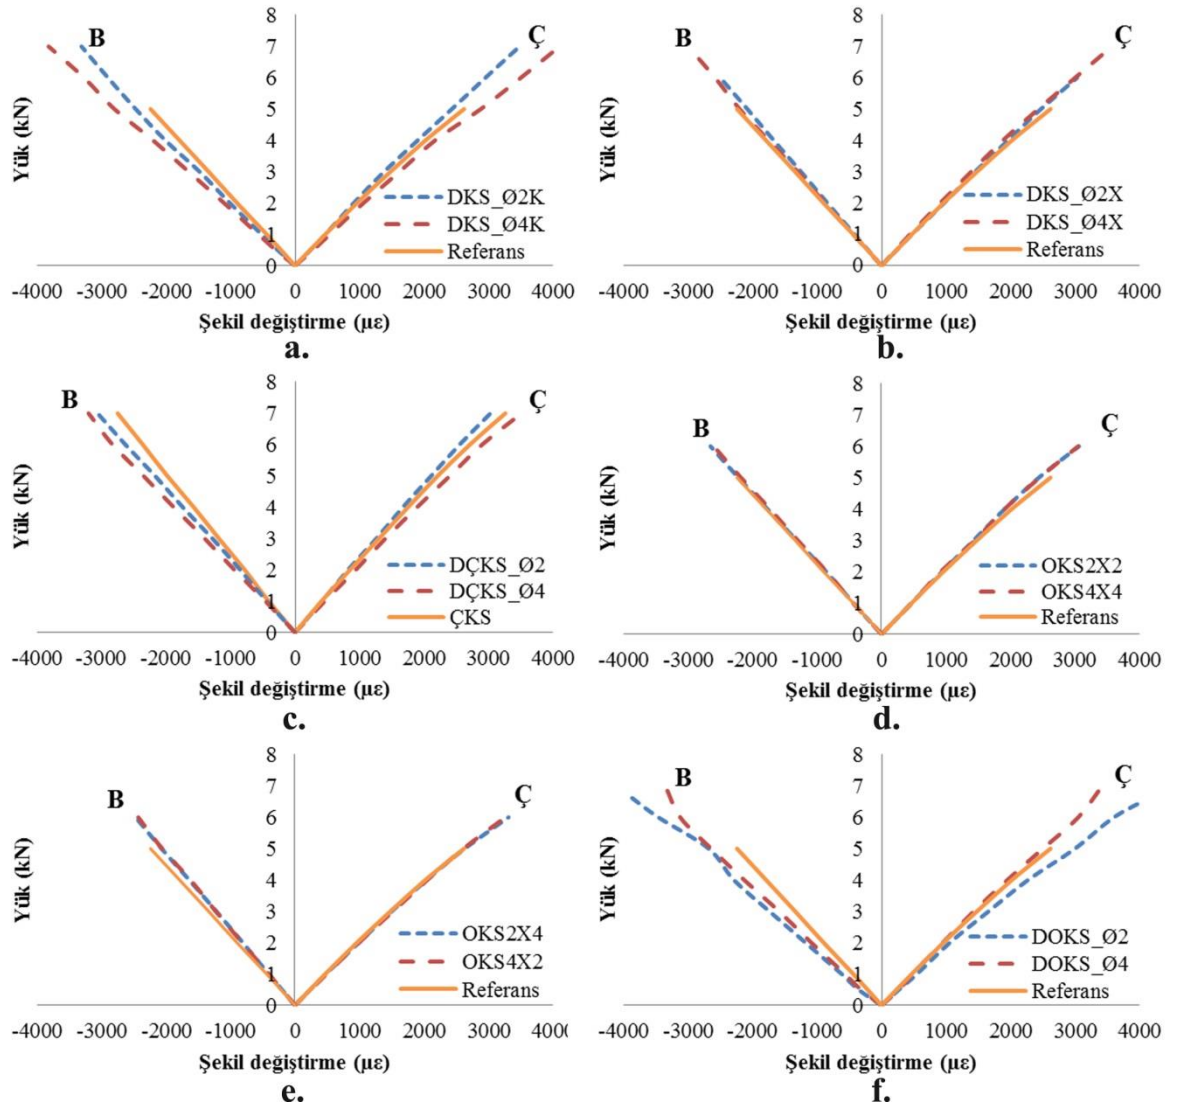 8
B
Ç
7
6
5
4
3
2
1
0
Yük (kN)
DKS_Ø2K
DKS_Ø4K
Referans
-4000 -3000 -2000 -1000 0 1000 2000 3000 4000
Şekil değiştirme (µε)
a.
8
B
Ç
7
6
5
4
3
2
1
0
Yük (kN)
DKS_Ø2X
DKS_Ø4X
Referans
-4000 -3000 -2000 -1000 0 1000 2000 3000 4000
Şekil değiştirme (µε)
b.
8
B
Ç
7
6
5
4
3
2
1
0
Yük (kN)
DÇKS_Ø2
DÇKS_Ø4
ÇKS
-4000 -3000 -2000 -1000 0 1000 2000 3000 4000
Şekil değiştirme (µε)
c.
8
B
Ç
7
6
5
4
3
2
1
0
Yük (kN)
OKS2X2
OKS4X4
Referans
-4000 -3000 -2000 -1000 0 1000 2000 3000 4000
Şekil değiştirme (µε)
d.
8
B
Ç
7
6
5
4
3
2
1
0
Yük (kN)
OKS2X4
OKS4X2
Referans
-4000 -3000 -2000 -1000 0 1000 2000 3000 4000
Şekil değiştirme (µε)
e.
8
B
Ç
7
6
5
4
3
2
1
0
Yük (kN)
DOKS_Ø2
DOKS_Ø4
Referans
-4000 -3000 -2000 -1000 0 1000 2000 3000 4000
Şekil değiştirme (µε)
f.